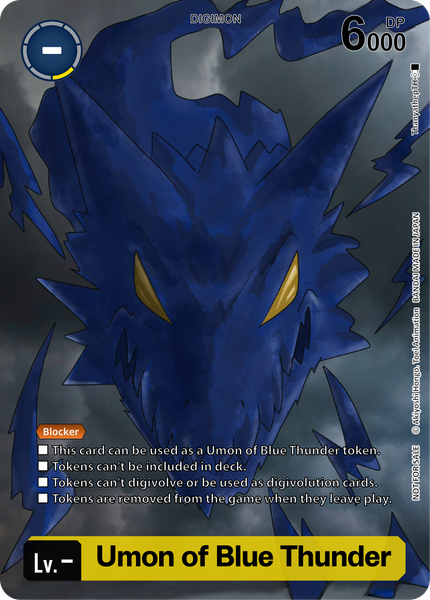 DIGIMON
-
DP
6000
ThanyathepTH
NOT FOR SALE © Akiyoshi Hongo, Toei Animation BANDAI MADE IN JAPAN
Blocker
■ This card can be used as a Umon of Blue Thunder token.
■ Tokens can't be included in deck.
■ Tokens can't digivolve or be used as digivolution cards.
■ Tokens are removed from the game when they leave play.
Lv.-
Umon of Blue Thunder